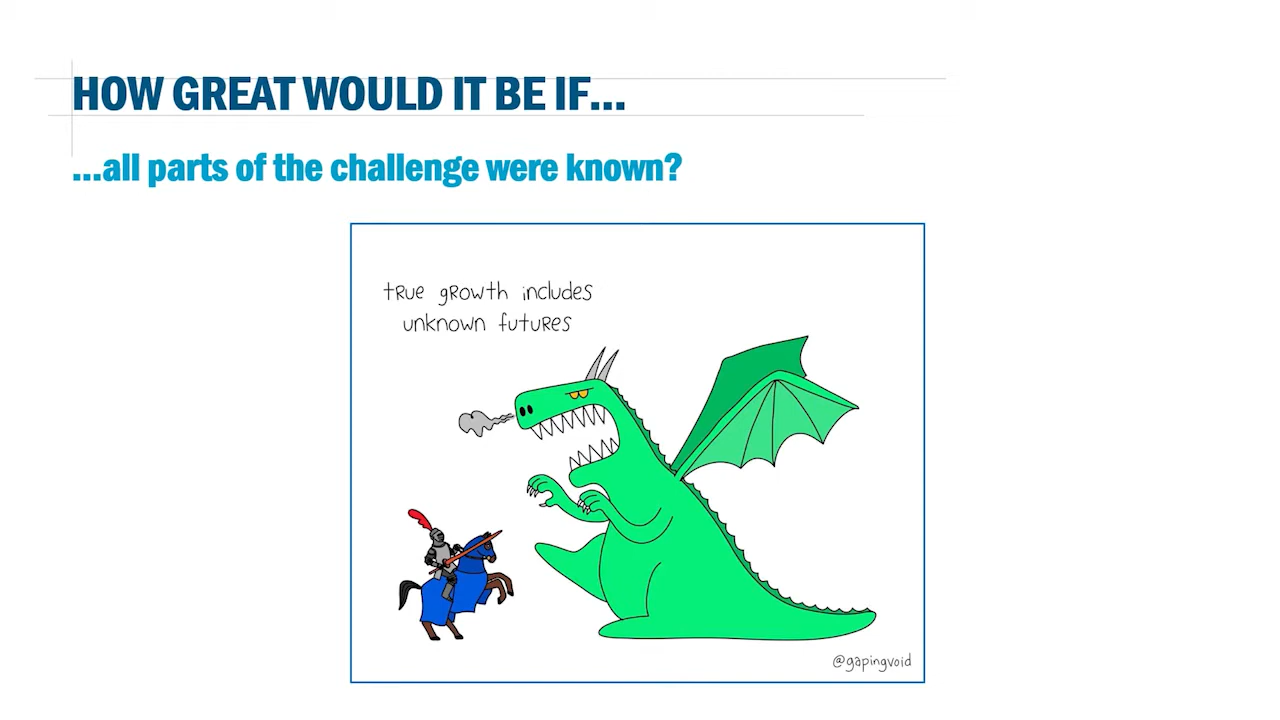 HOW GREAT WOULD IT BE IF...
...all parts of the challenge were known?
true growth includes
unknown futures
@gapingvoid